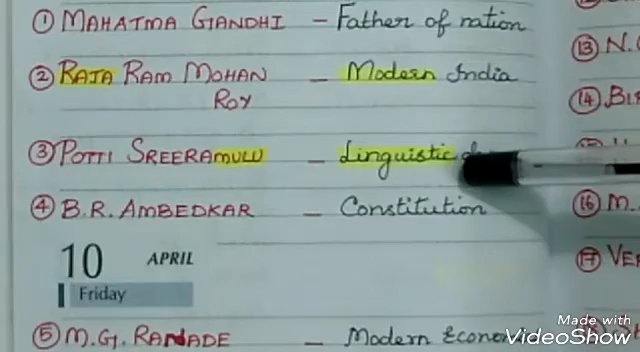 ① MAHATMA GANDHI – Father of nation
② RAJA RAM MOHAN ROY – Modern India
③ POTTI SREERAMULU – Linguistic
④ B.R. AMBEDKAR – Constitution
10 APRIL
Friday
⑤ M.G. RANADE – Modern
⑬ N.
⑭
⑯ M.
⑰
Made with
VideoShow